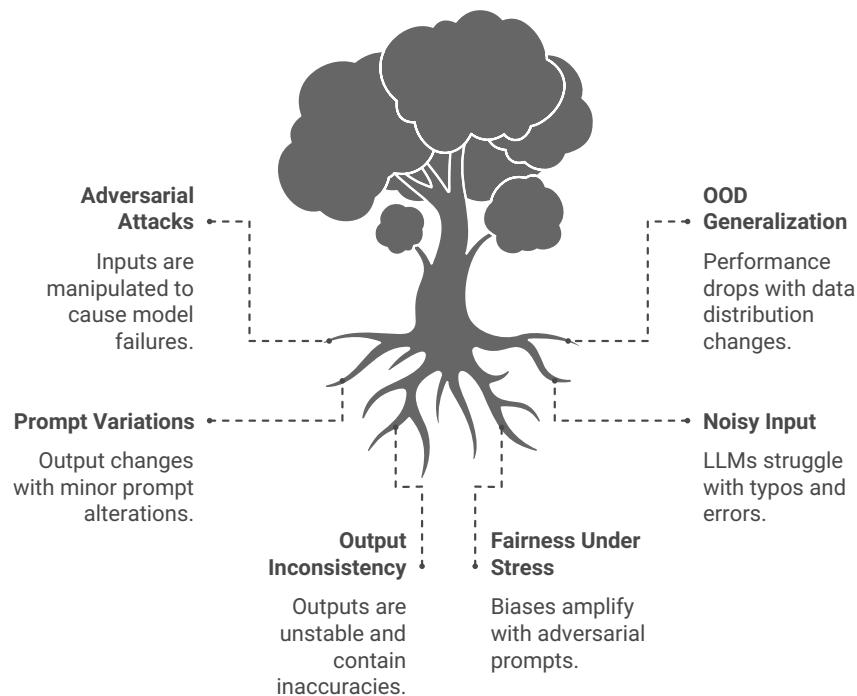 Adversarial
Attacks
Inputs are
manipulated to
cause model
failures.
OOD
Generalization
Performance
drops with data
distribution
changes.
Prompt Variations
Output changes
with minor prompt
alterations.
Noisy Input
LLMs struggle
with typos and
errors.
Output
Inconsistency
Outputs are
unstable and
contain
inaccuracies.
Fairness Under
Stress
Biases amplify
with adversarial
prompts.